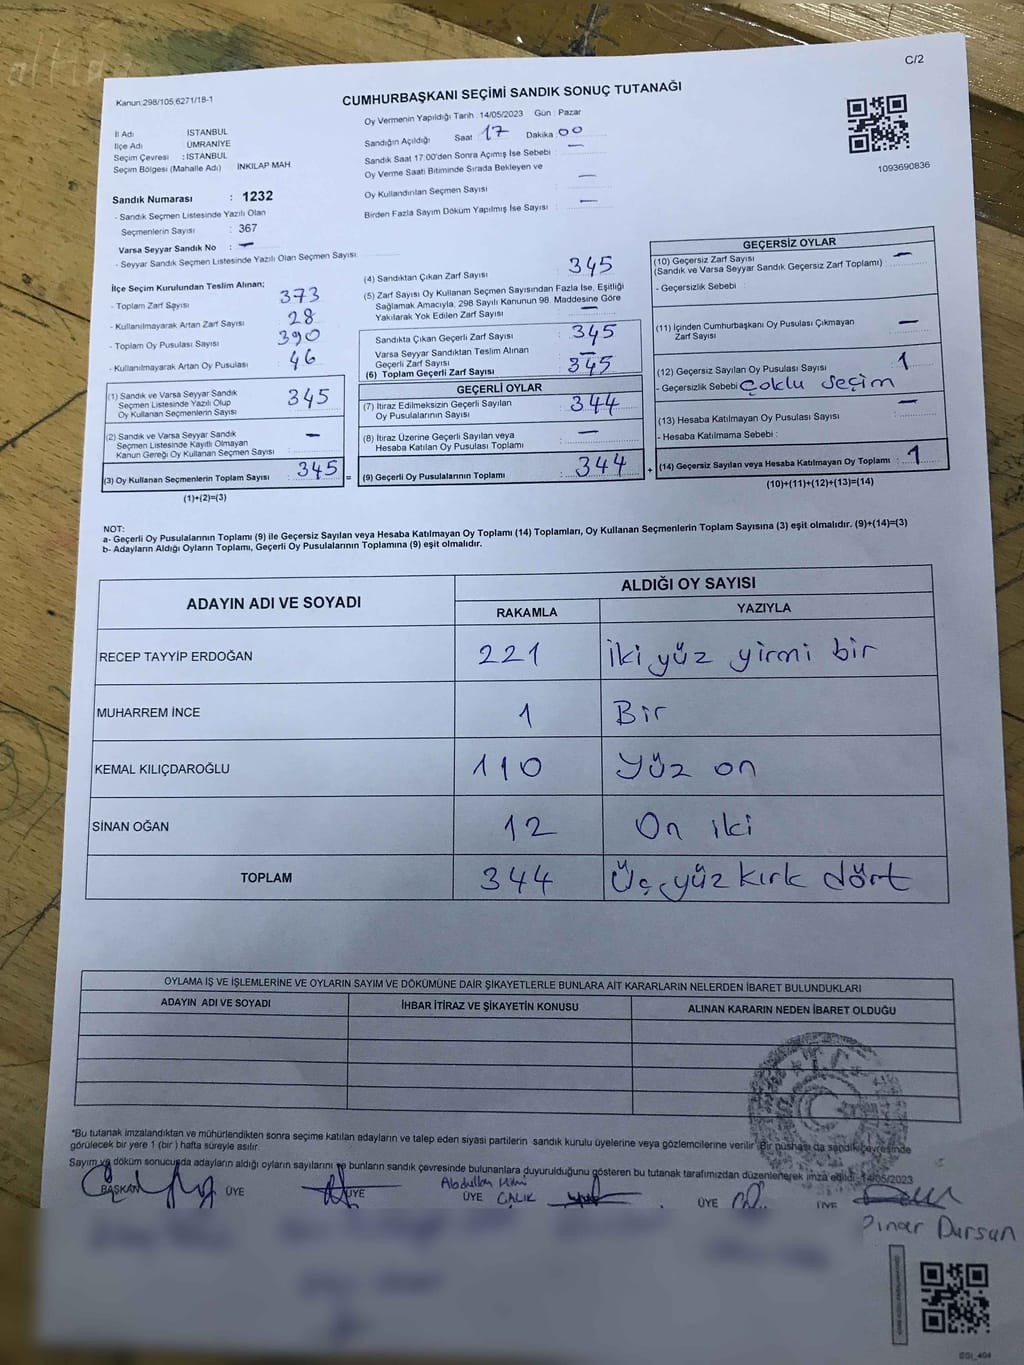 C/2
Kanun:298/105;6271/18-1
CUMHURBAŞKANI SEÇİMİ SANDIK SONUÇ TUTANAĞI
İl Adı İSTANBUL
İlçe Adı ÜMRANİYE
Seçim Çevresi : İSTANBUL
Seçim Bölgesi (Mahalle Adı) İNKILAP MAH.
Oy Vermenin Yapıldığı Tarih : 14/05/2023 Gün : Pazar
Sandığın Açıldığı Saat 17 Dakika 00
Sandık Saat 17:00'den Sonra Açımış İse Sebebi : —
Oy Verme Saati Bitiminde Sırada Bekleyen ve
Oy Kullandırılan Seçmen Sayısı —
Birden Fazla Sayım Döküm Yapılmış İse Sayısı : —
1093690836
Sandık Numarası : 1232
- Sandık Seçmen Listesinde Yazılı Olan
Seçmenlerin Sayısı : 367
Varsa Seyyar Sandık No : —
- Seyyar Sandık Seçmen Listesinde Yazılı Olan Seçmen Sayısı:
İlçe Seçim Kurulundan Teslim Alınan;
- Toplam Zarf Sayısı 373
- Kullanılmayarak Artan Zarf Sayısı 28
- Toplam Oy Pusulası Sayısı 390
- Kullanılmayarak Artan Oy Pusulası 46
(1) Sandık ve Varsa Seyyar Sandık
Seçmen Listesinde Yazılı Olup
Oy Kullanan Seçmenlerin Sayısı 345
(2) Sandık ve Varsa Seyyar Sandık
Seçmen Listesinde Kayıtlı Olmayan
Kanun Gereği Oy Kullanan Seçmen Sayısı : —
(3) Oy Kullanan Seçmenlerin Toplam Sayısı : 345 =
(1)+(2)=(3)
(4) Sandıktan Çıkan Zarf Sayısı 345
(5) Zarf Sayısı Oy Kullanan Seçmen Sayısından Fazla İse, Eşitliği
Sağlamak Amacıyla, 298 Sayılı Kanunun 98. Maddesine Göre
Yakılarak Yok Edilen Zarf Sayısı : —
Sandıkta Çıkan Geçerli Zarf Sayısı : 345
Varsa Seyyar Sandıktan Teslim Alınan
Geçerli Zarf Sayısı : —
(6) Toplam Geçerli Zarf Sayısı : 345
GEÇERLİ OYLAR
(7) İtiraz Edilmeksizin Geçerli Sayılan
Oy Pusulalarının Sayısı : 344
(8) İtiraz Üzerine Geçerli Sayılan veya
Hesaba Katılan Oy Pusulası Toplamı : —
(9) Geçerli Oy Pusulalarının Toplamı : 344 +
GEÇERSİZ OYLAR
(10) Geçersiz Zarf Sayısı
(Sandık ve Varsa Seyyar Sandık Geçersiz Zarf Toplamı) : —
- Geçersizlik Sebebi :
(11) İçinden Cumhurbaşkanı Oy Pusulası Çıkmayan
Zarf Sayısı : —
(12) Geçersiz Sayılan Oy Pusulası Sayısı : 1
- Geçersizlik Sebebi Çoklu seçim
(13) Hesaba Katılmayan Oy Pusulası Sayısı : —
- Hesaba Katılmama Sebebi :
(14) Geçersiz Sayılan veya Hesaba Katılmayan Oy Toplamı : 1
(10)+(11)+(12)+(13)=(14)
NOT:
a- Geçerli Oy Pusulalarının Toplamı (9) ile Geçersiz Sayılan veya Hesaba Katılmayan Oy Toplamı (14) Toplamları, Oy Kullanan Seçmenlerin Toplam Sayısına (3) eşit olmalıdır. (9)+(14)=(3)
b- Adayların Aldığı Oyların Toplamı, Geçerli Oy Pusulalarının Toplamına (9) eşit olmalıdır.
ADAYIN ADI VE SOYADI
ALDIĞI OY SAYISI
RAKAMLA YAZIYLA
RECEP TAYYİP ERDOĞAN 221 İki yüz yirmi bir
MUHARREM İNCE 1 Bir
KEMAL KILIÇDAROĞLU 110 Yüz on
SİNAN OĞAN 12 On iki
TOPLAM 344 Üç yüz kırk dört
OYLAMA İŞ VE İŞLEMLERİNE VE OYLARIN SAYIM VE DÖKÜMÜNE DAİR ŞİKAYETLERLE BUNLARA AİT KARARLARIN NELERDEN İBARET BULUNDUKLARI
ADAYIN ADI VE SOYADI İHBAR İTİRAZ VE ŞİKAYETİN KONUSU ALINAN KARARIN NEDEN İBARET OLDUĞU
*Bu tutanak imzalandıktan ve mühürlendikten sonra seçime katılan adayların ve talep eden siyasi partilerin sandık kurulu üyelerine veya gözlemcilerine verilir. Bir nüshası da sandık çevresinde
görülecek bir yere 1 (bir) hafta süreyle asılır.
Sayım ve döküm sonucunda adayların aldığı oyların sayılarını ve bunların sandık çevresinde bulunanlara duyurulduğunu gösteren bu tutanak tarafımızdan düzenlenerek imza edildi. 14/05/2023
BAŞKAN ÜYE ÜYE ÜYE ÜYE ÜYE
ÇALIK
Pınar Dursun